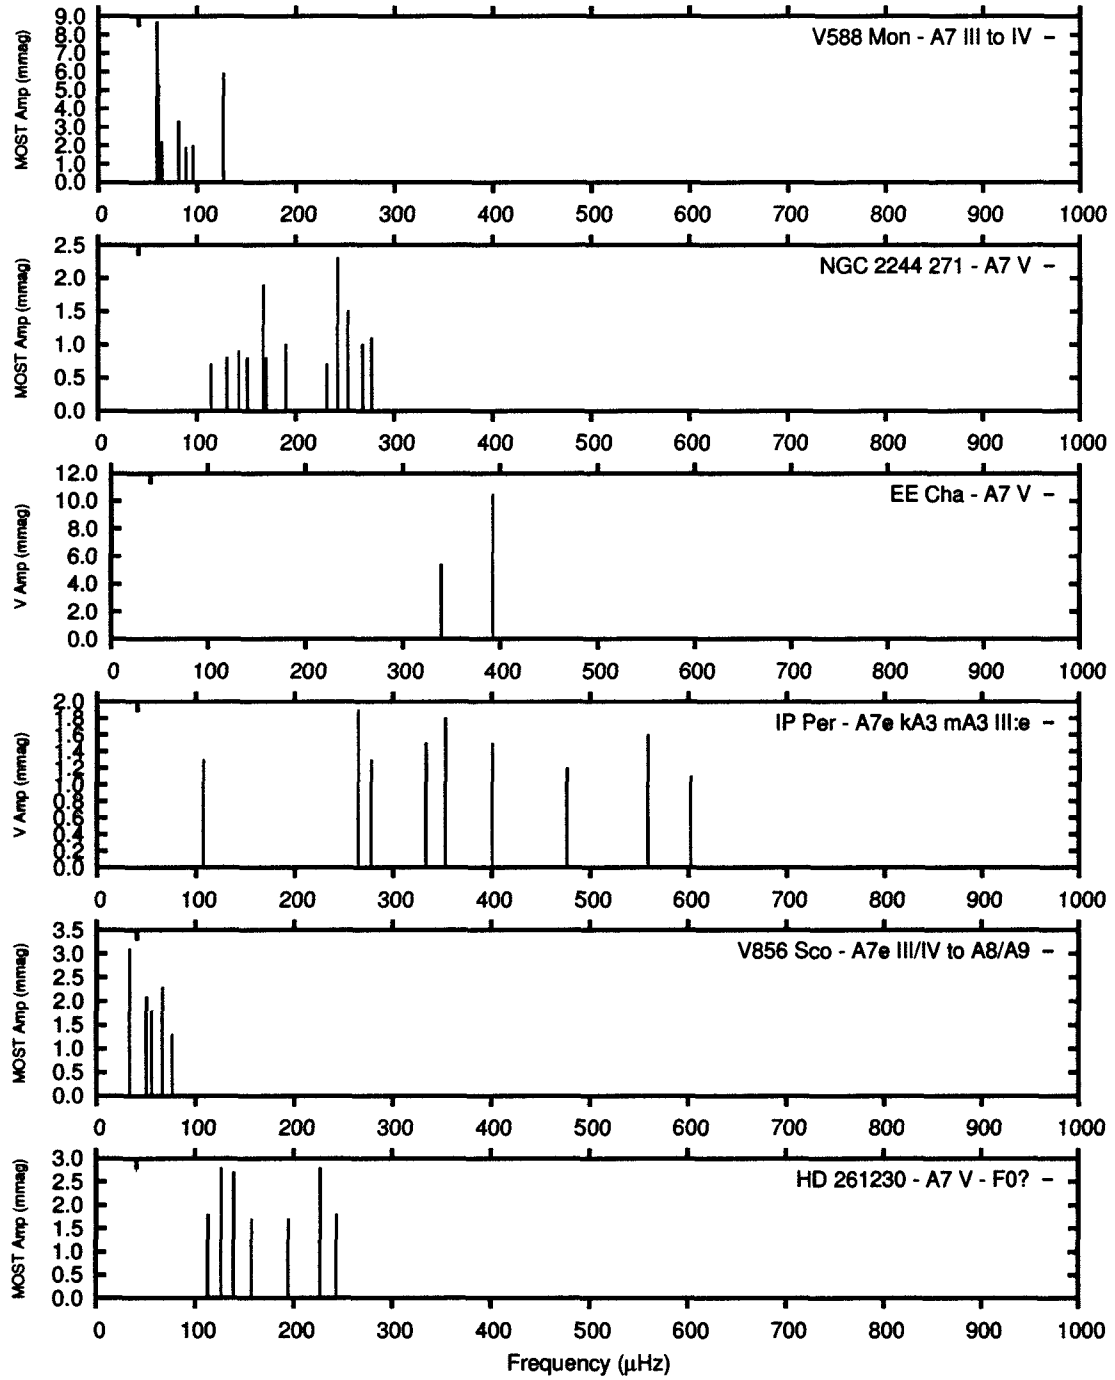 V588 Mon - A7 III to IV
MOST Amp (mmag)
9.0
8.0
7.0
6.0
5.0
4.0
3.0
2.0
1.0
0.0
0 100 200 300 400 500 600 700 800 900 1000
NGC 2244 271 - A7 V
MOST Amp (mmag)
2.5
2.0
1.5
1.0
0.5
0.0
0 100 200 300 400 500 600 700 800 900 1000
EE Cha - A7 V
V Amp (mmag)
12.0
10.0
8.0
6.0
4.0
2.0
0.0
0 100 200 300 400 500 600 700 800 900 1000
IP Per - A7e kA3 mA3 III:e
V Amp (mmag)
2.0
1.8
1.6
1.4
1.2
1.0
0.8
0.6
0.4
0.2
0.0
0 100 200 300 400 500 600 700 800 900 1000
V856 Sco - A7e III/IV to A8/A9
MOST Amp (mmag)
3.5
3.0
2.5
2.0
1.5
1.0
0.5
0.0
0 100 200 300 400 500 600 700 800 900 1000
HD 261230 - A7 V - F0?
MOST Amp (mmag)
3.0
2.5
2.0
1.5
1.0
0.5
0.0
0 100 200 300 400 500 600 700 800 900 1000
Frequency (μHz)